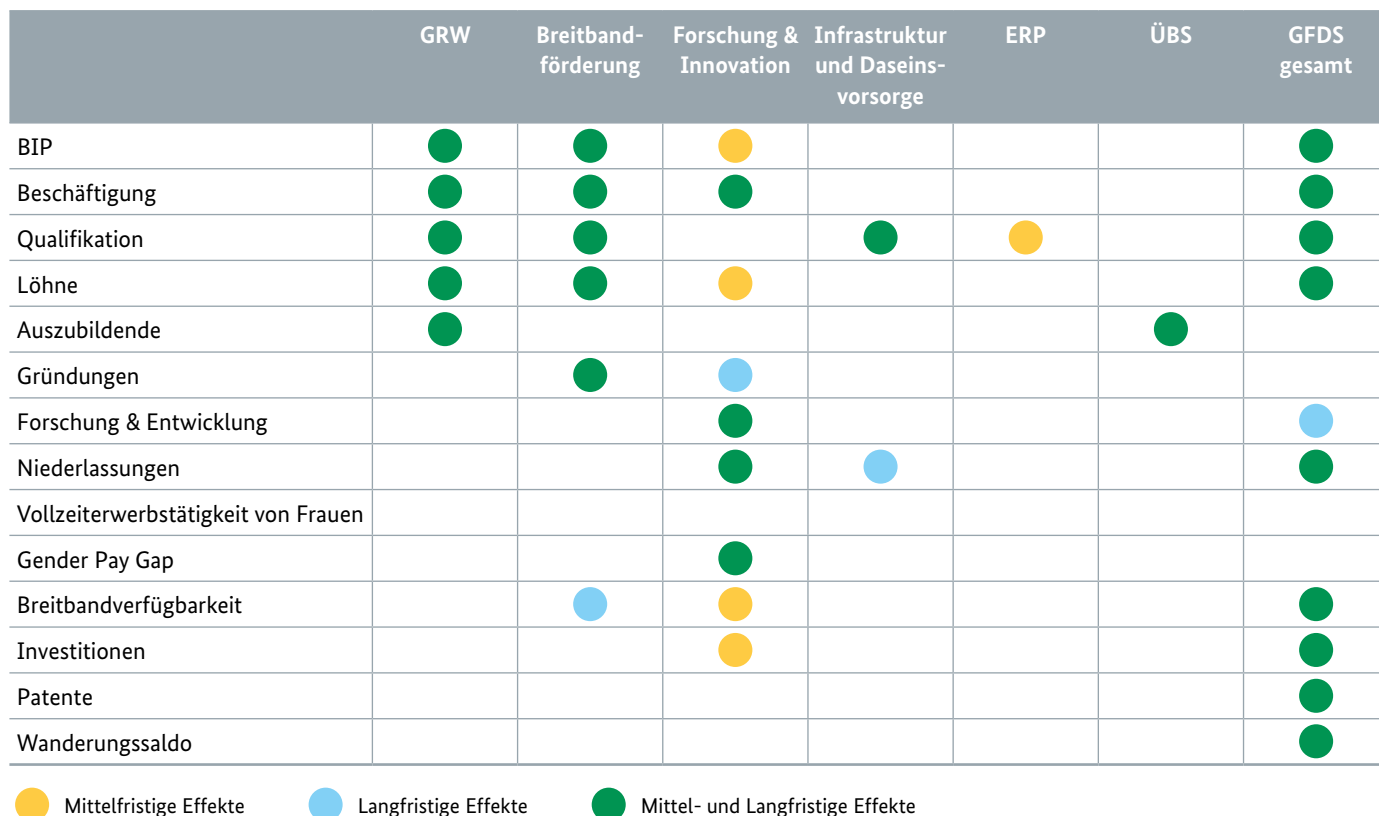 GRW Breitband- Forschung & Infrastruktur ERP ÜBS GFDS
förderung Innovation und Daseins- gesamt
vorsorge
BIP
Beschäftigung
Qualifikation
Löhne
Auszubildende
Gründungen
Forschung & Entwicklung
Niederlassungen
Vollzeiterwerbstätigkeit von Frauen
Gender Pay Gap
Breitbandverfügbarkeit
Investitionen
Patente
Wanderungssaldo
Mittelfristige Effekte Langfristige Effekte Mittel- und Langfristige Effekte